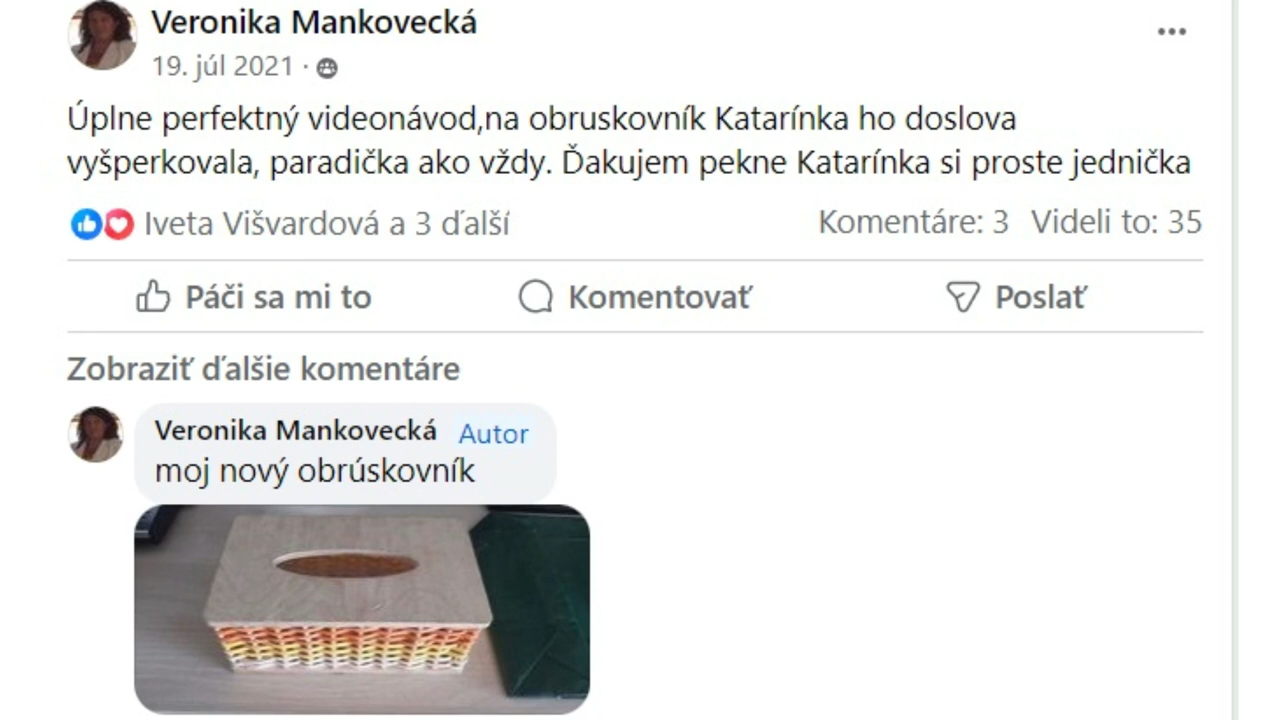 Veronika Mankovecká
19. júl 2021 ·
Úplne perfektný videonávod,na obruskovník Katarínka ho doslova
vyšperkovala, paradička ako vždy. Ďakujem pekne Katarínka si proste jednička
Iveta Višvardová a 3 ďalší Komentáre: 3 Videli to: 35
Páči sa mi to Komentovať Poslať
Zobraziť ďalšie komentáre
Veronika Mankovecká Autor
moj nový obrúskovník